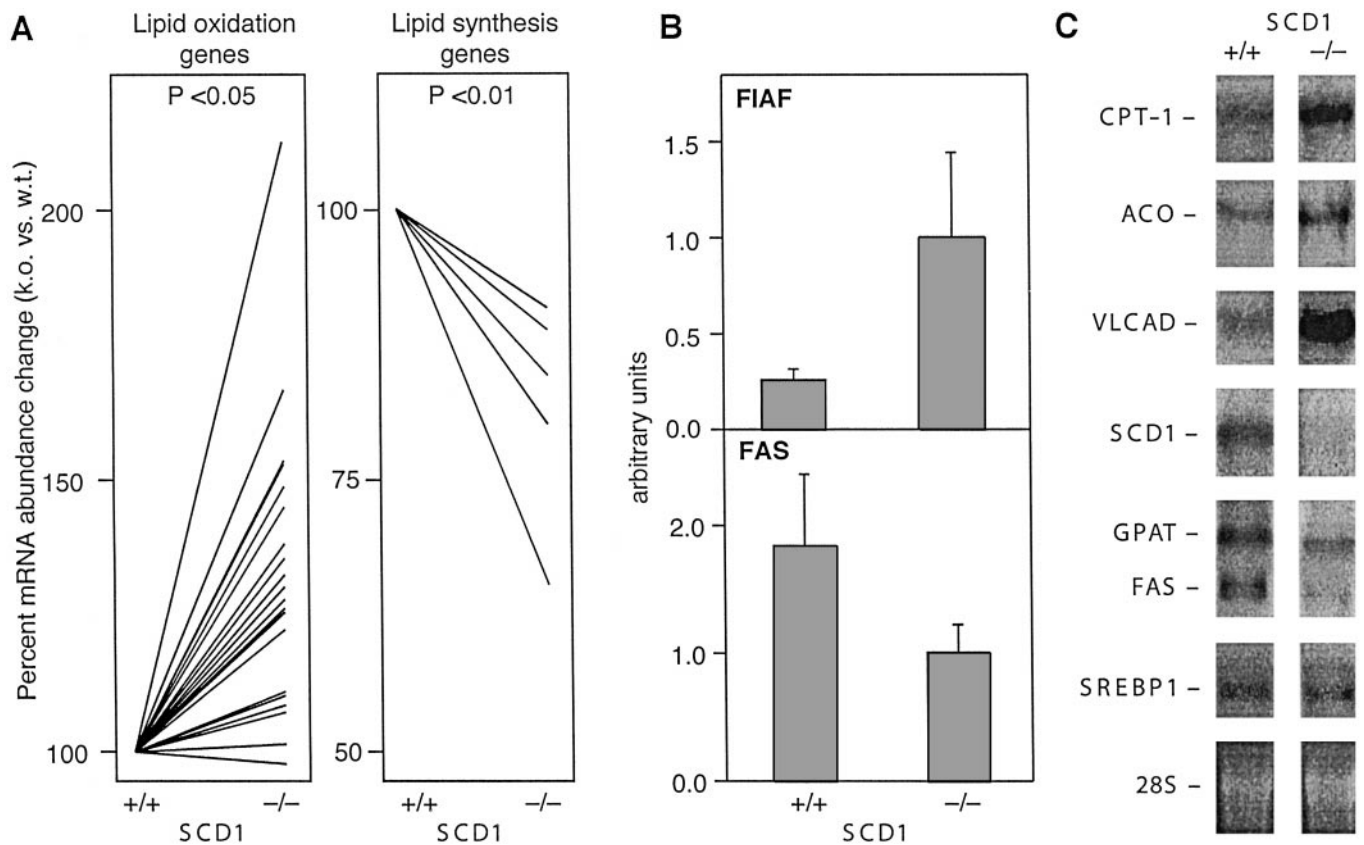 A
Lipid oxidation
genes
P <0.05
Percent mRNA abundance change (k.o. vs. w.t.)
200
150
100
+/+
–/–
SCD1
Lipid synthesis
genes
P <0.01
100
75
50
+/+
–/–
B
FIAF
arbitrary units
1.5
1.0
0.5
0.0
FAS
2.0
1.0
0.0
+/+
–/–
SCD1
C
SCD1
+/+
–/–
CPT-1 –
ACO –
VLCAD –
SCD1 –
GPAT –
FAS –
SREBP1 –
28S –